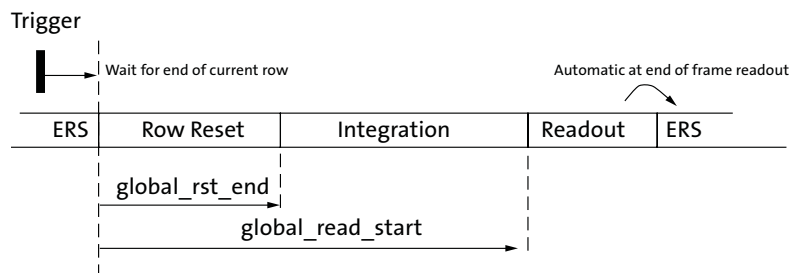 Trigger
Wait for end of current row
Automatic at end of frame readout
ERS
Row Reset
Integration
Readout
ERS
global_rst_end
global_read_start